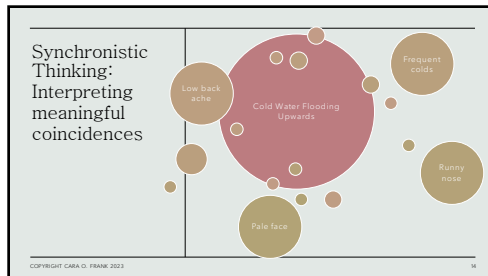 Synchronistic
Thinking:
Interpreting
meaningful
coincidences
Low back
ache
Cold Water Flooding
Upwards
Frequent
colds
Runny
nose
Pale face
COPYRIGHT CARA O. FRANK 2023
14